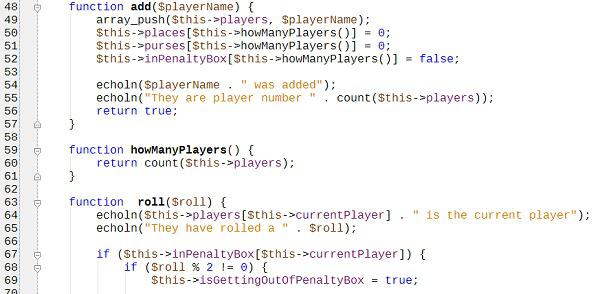 48 function add($playerName) {
49 array_push($this->players, $playerName);
50 $this->places[$this->howManyPlayers()] = 0;
51 $this->purses[$this->howManyPlayers()] = 0;
52 $this->inPenaltyBox[$this->howManyPlayers()] = false;
53
54 echoln($playerName . " was added");
55 echoln("They are player number " . count($this->players));
56 return true;
57 }
58
59 function howManyPlayers() {
60 return count($this->players);
61 }
62
63 function  roll($roll) {
64 echoln($this->players[$this->currentPlayer] . " is the current player");
65 echoln("They have rolled a " . $roll);
66
67 if ($this->inPenaltyBox[$this->currentPlayer]) {
68 if ($roll % 2 != 0) {
69 $this->isGettingOutOfPenaltyBox = true;
70